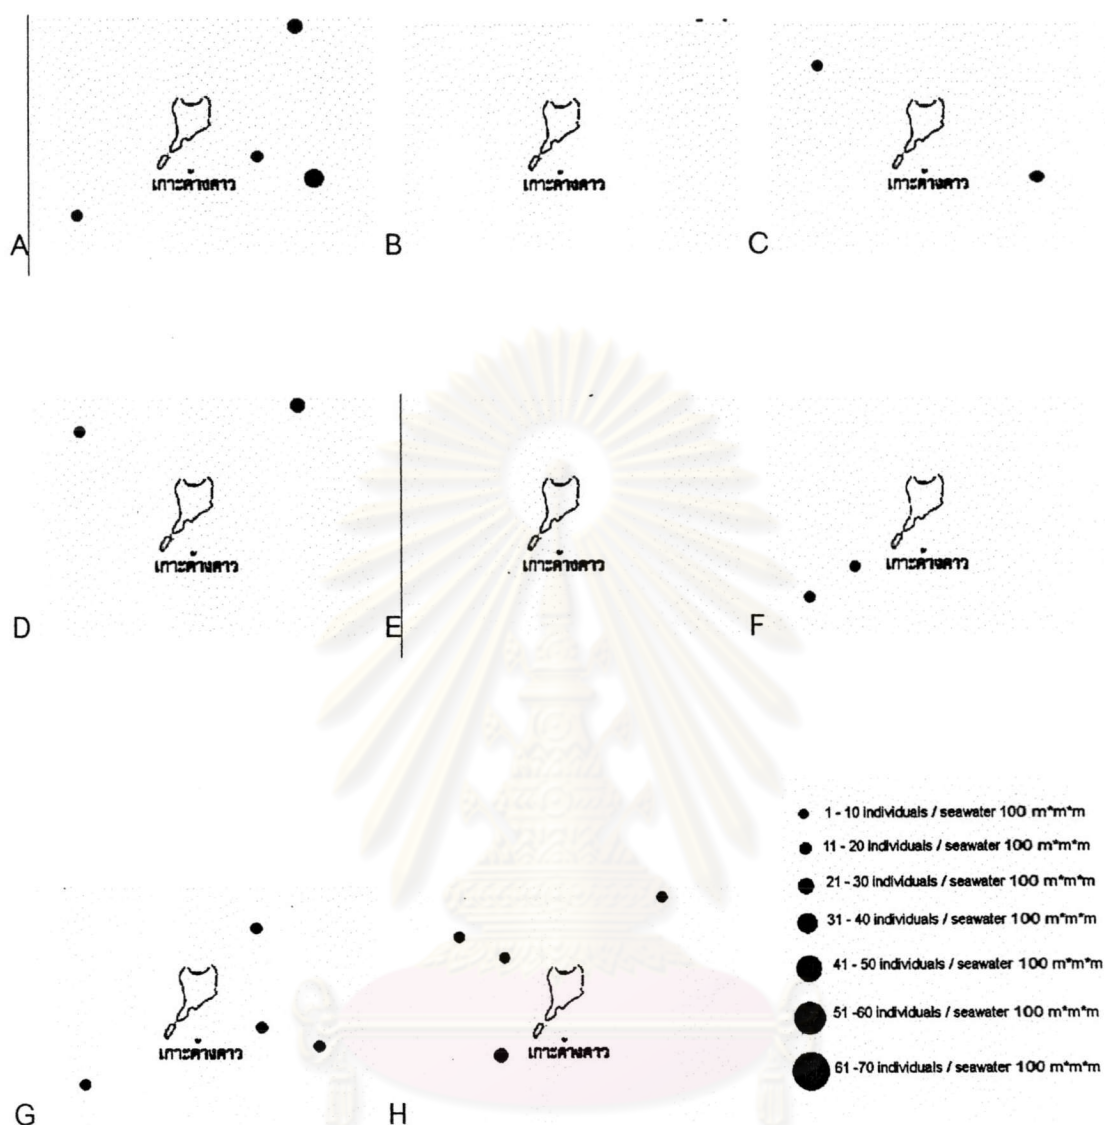 เกาะค้างคาว
A
เกาะค้างคาว
B
เกาะค้างคาว
C
เกาะค้างคาว
D
เกาะค้างคาว
E
เกาะค้างคาว
F
เกาะค้างคาว
G
เกาะค้างคาว
H
1 - 10 individuals / seawater 100 m*m*m
11 - 20 individuals / seawater 100 m*m*m
21 - 30 individuals / seawater 100 m*m*m
31 - 40 individuals / seawater 100 m*m*m
41 - 50 individuals / seawater 100 m*m*m
51 -60 individuals / seawater 100 m*m*m
61 -70 individuals / seawater 100 m*m*m